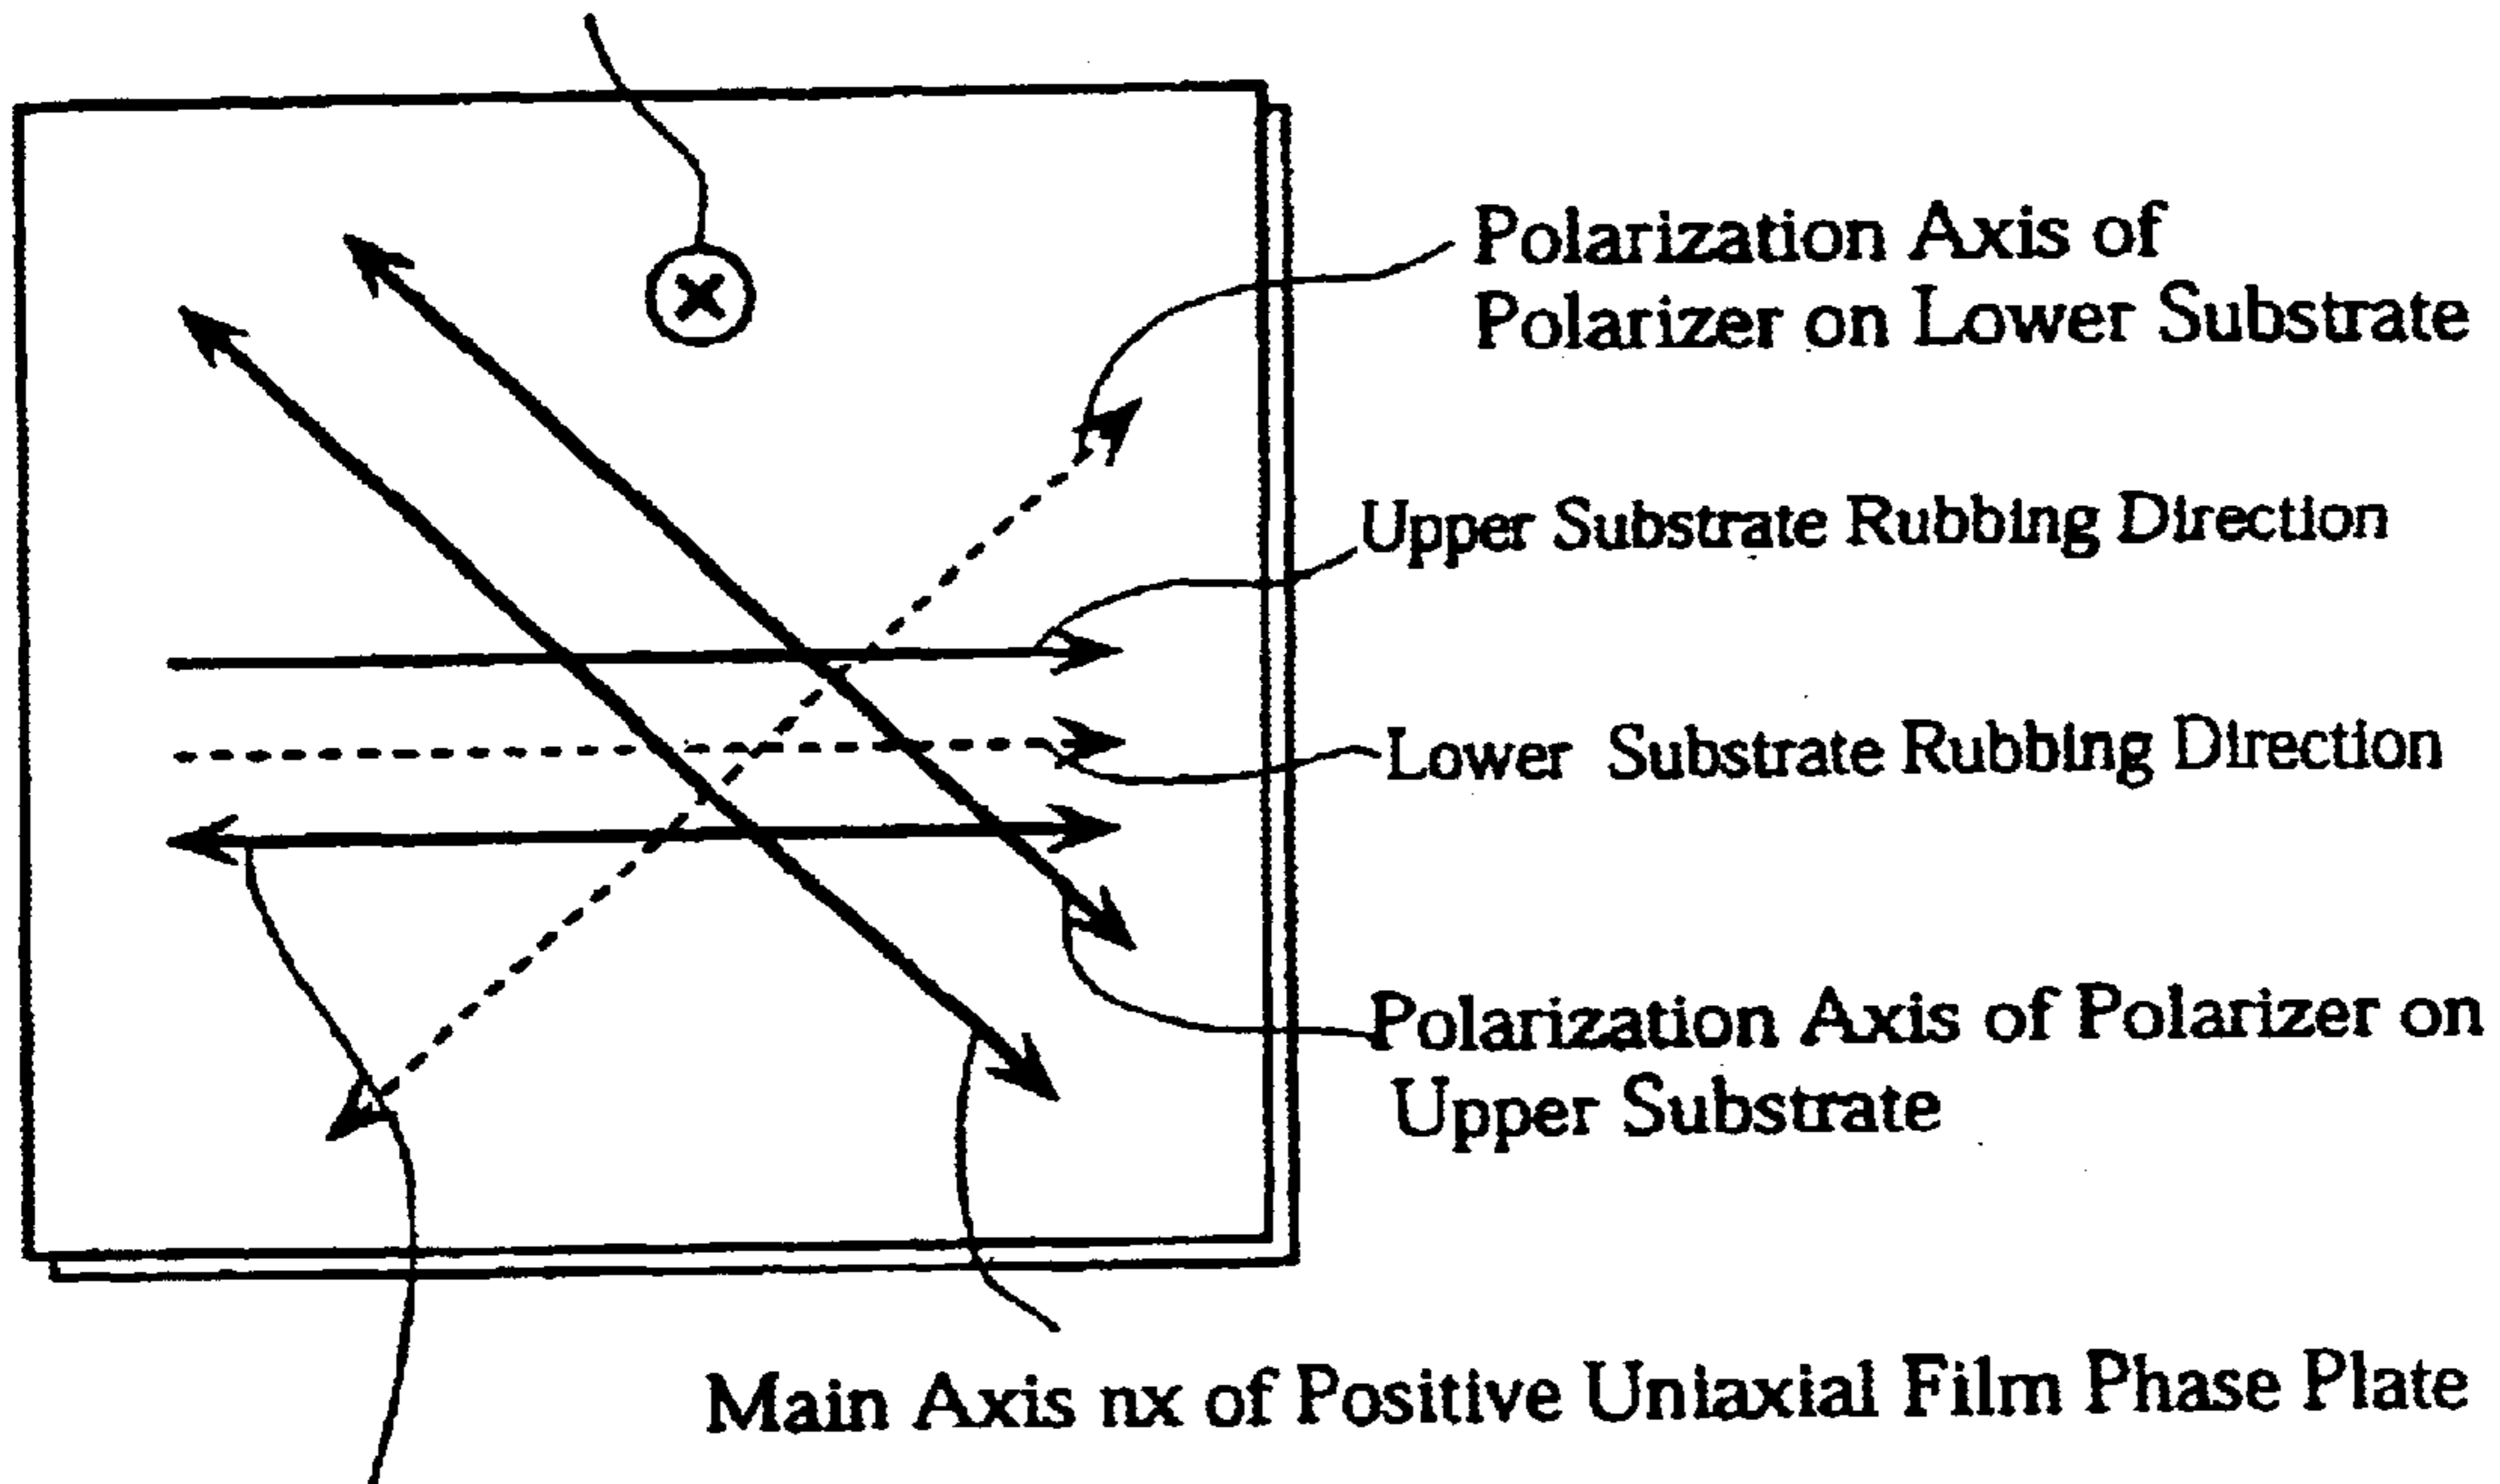 Polarization Axis of
Polarizer on Lower Substrate
Upper Substrate Rubbing Direction
Lower Substrate Rubbing Direction
Polarization Axis of Polarizer on
Upper Substrate
Main Axis nx of Positive Uniaxial Film Phase Plate